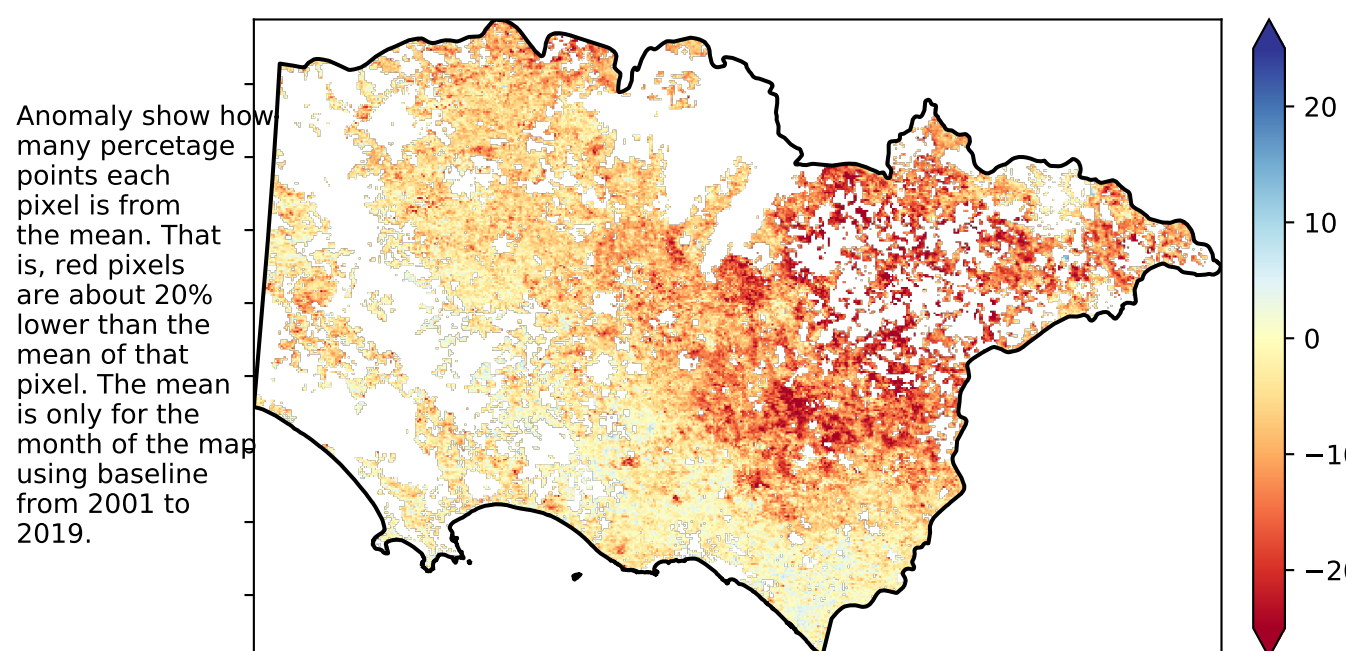 Anomaly show how
many percetage
points each
pixel is from
the mean. That
is, red pixels
are about 20%
lower than the
mean of that
pixel. The mean
is only for the
month of the map
using baseline
from 2001 to
2019.
20
10
0
−10
−20